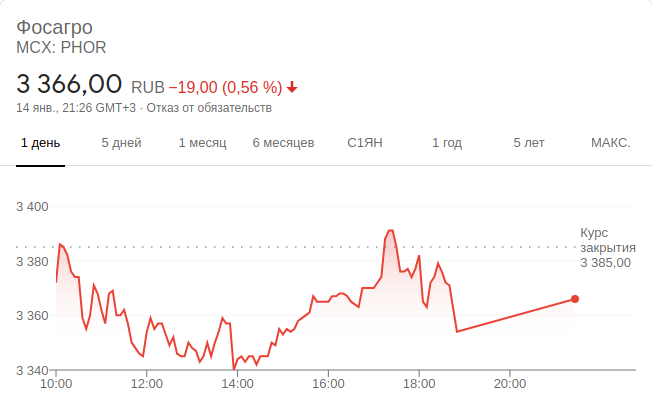 Фосагро
MCX: PHOR
3 366,00 RUB −19,00 (0,56 %)
14 янв., 21:26 GMT+3 · Отказ от обязательств
1 день 5 дней 1 месяц 6 месяцев С1ЯН 1 год 5 лет МАКС.
3 400
Курс
закрытия
3 385,00
3 380
3 360
3 340
10:00 12:00 14:00 16:00 18:00 20:00